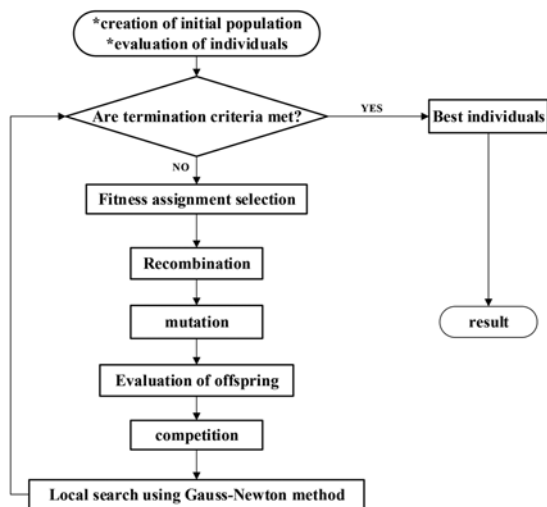 *creation of initial population
*evaluation of individuals
Are termination criteria met?
YES
Best individuals
NO
Fitness assignment selection
Recombination
mutation
result
Evaluation of offspring
competition
Local search using Gauss-Newton method